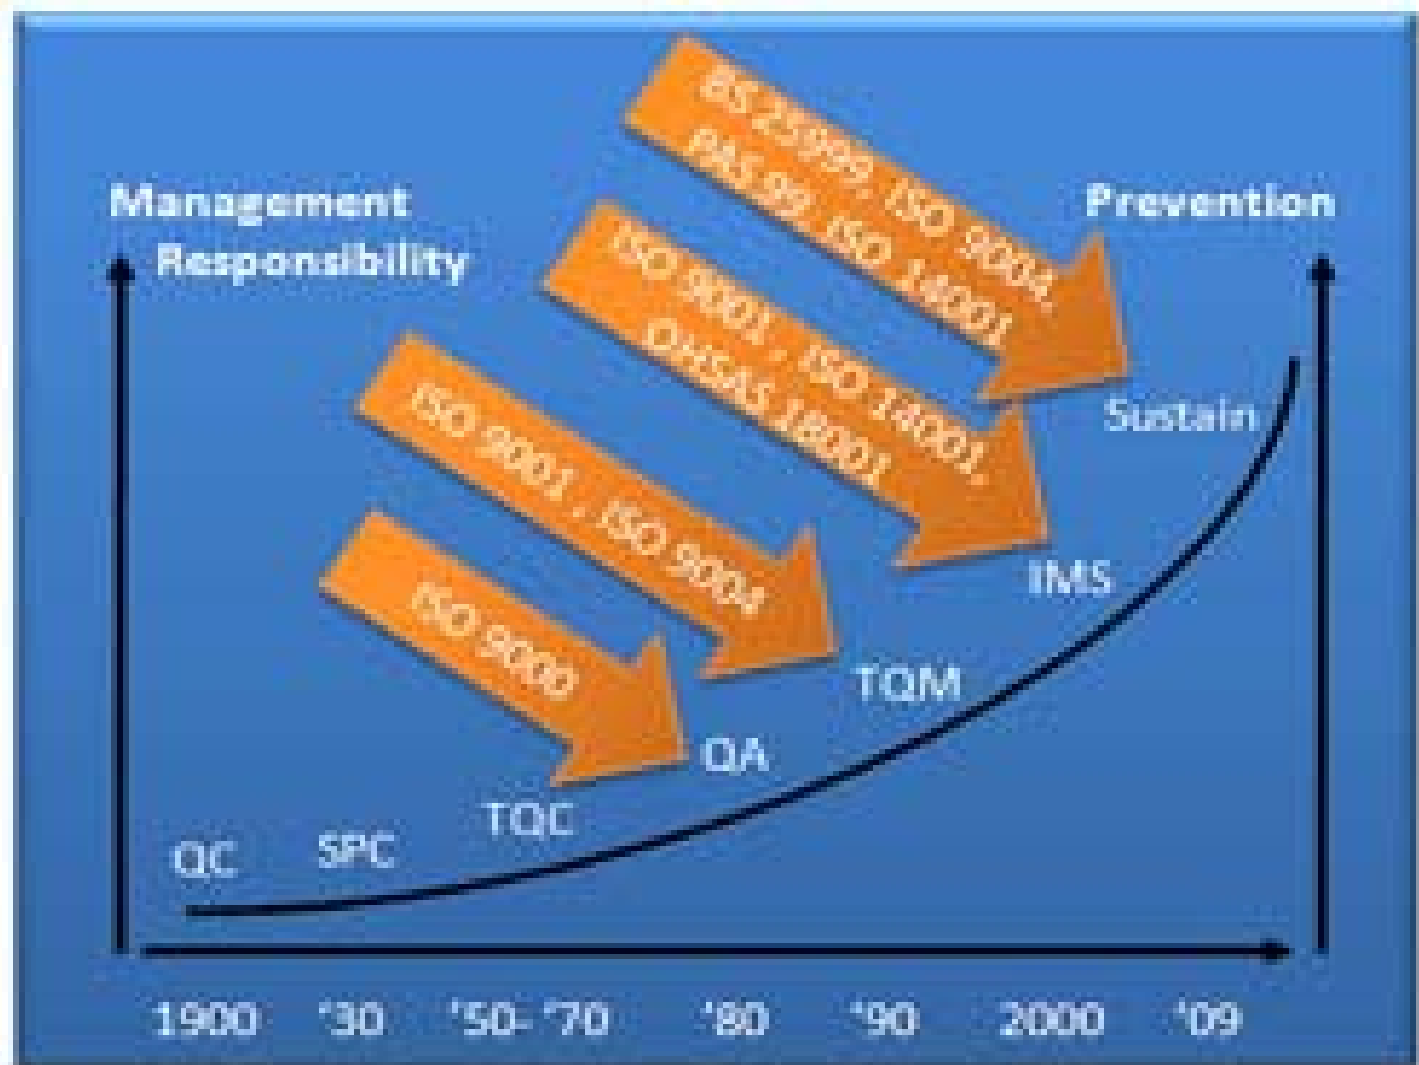 BS 25999, ISO 9004,
PAS 99, ISO 14001
Management
Responsibility
Prevention
ISO 9001 , ISO 14001,
OHSAS 18001
ISO 9001 , ISO 9004
ISO 9000
Sustain
IMS
TQM
QA
TQC
SPC
QC
1900 '30 '50- '70 '80 '90 2000 '09